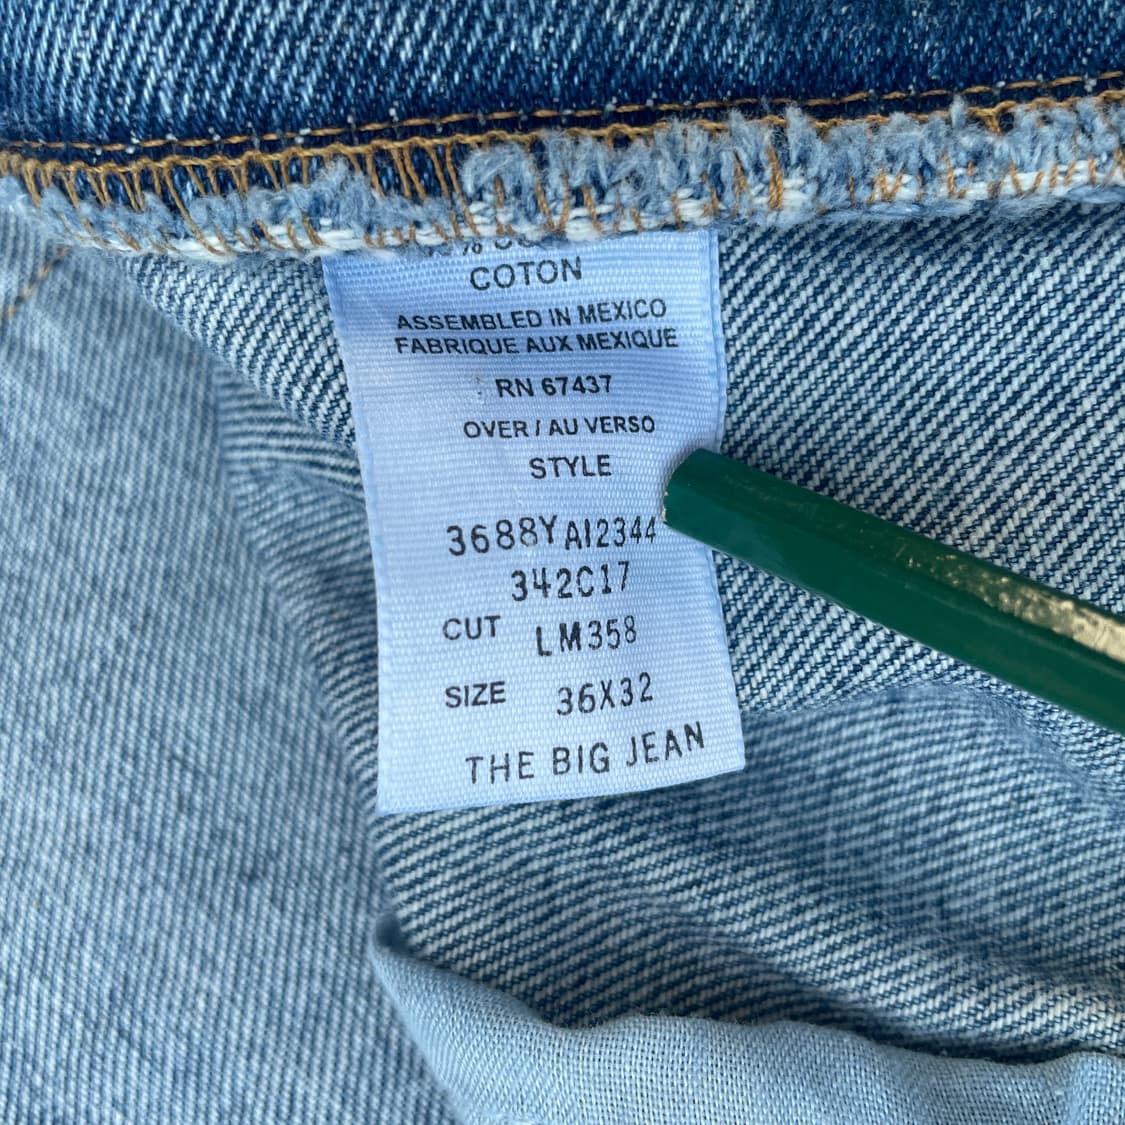 COTON
ASSEMBLED IN MEXICO
FABRIQUE AUX MEXIQUE
RN 67437
OVER / AU VERSO
STYLE
3688YAI2344
342C17
CUT LM358
SIZE 36X32
THE BIG JEAN